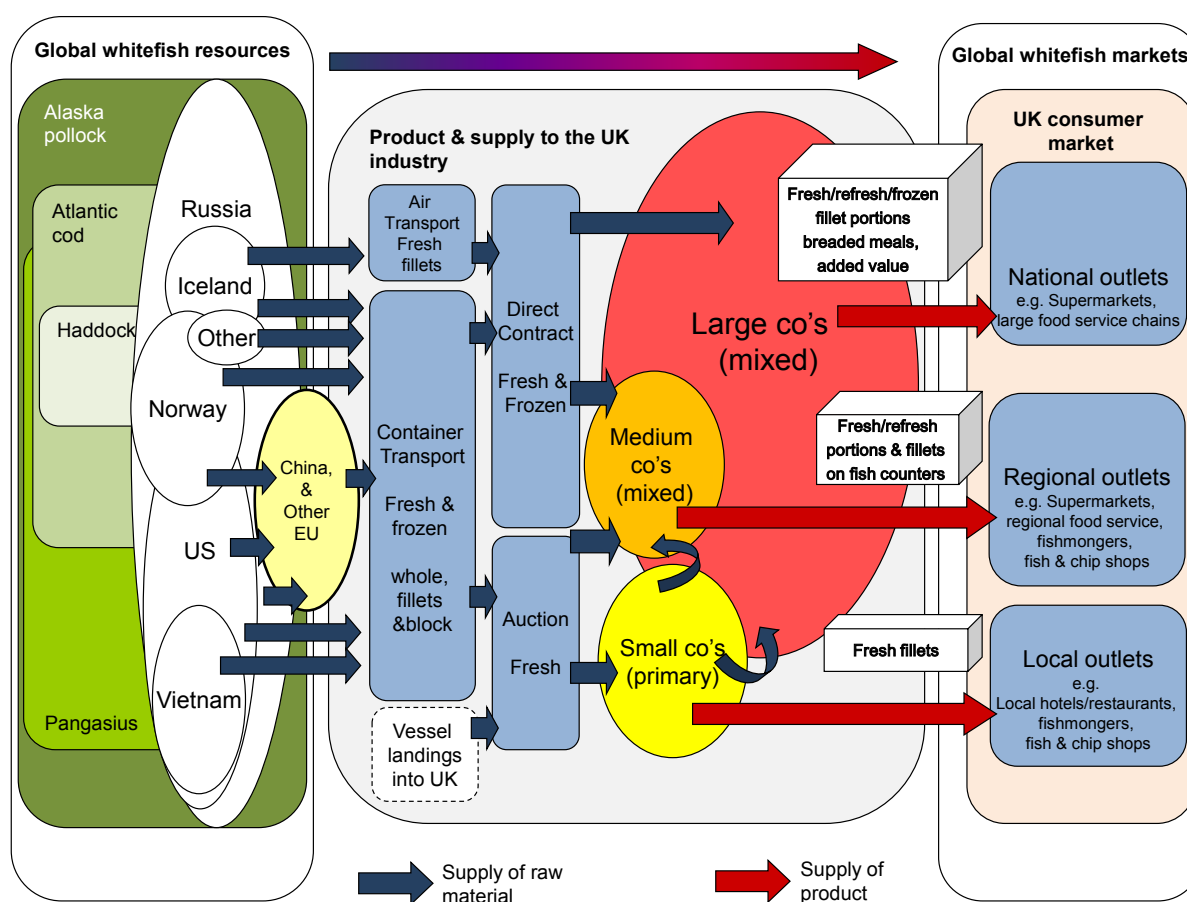 Global whitefish resources
Alaska
pollock
Atlantic
cod
Haddock
Pangasius
Russia
Iceland
Other
Norway
US
Vietnam
China,
&
Other
EU
Product & supply to the UK
industry
Air
Transport
Fresh
fillets
Container
Transport
Fresh &
frozen
whole,
fillets
&block
Vessel
landings
into UK
Direct
Contract
Fresh &
Frozen
Auction
Fresh
Large co's
(mixed)
Medium
co's
(mixed)
Small co's
(primary)
Fresh/refresh/frozen
fillet portions
breaded meals,
added value
Fresh/refresh
portions & fillets
on fish counters
Fresh fillets
Global whitefish markets
UK consumer
market
National outlets
e.g. Supermarkets,
large food service chains
Regional outlets
e.g. Supermarkets,
regional food service,
fishmongers,
fish & chip shops
Local outlets
e.g.
Local hotels/restaurants,
fishmongers,
fish & chip shops
Supply of raw
material
Supply of
product